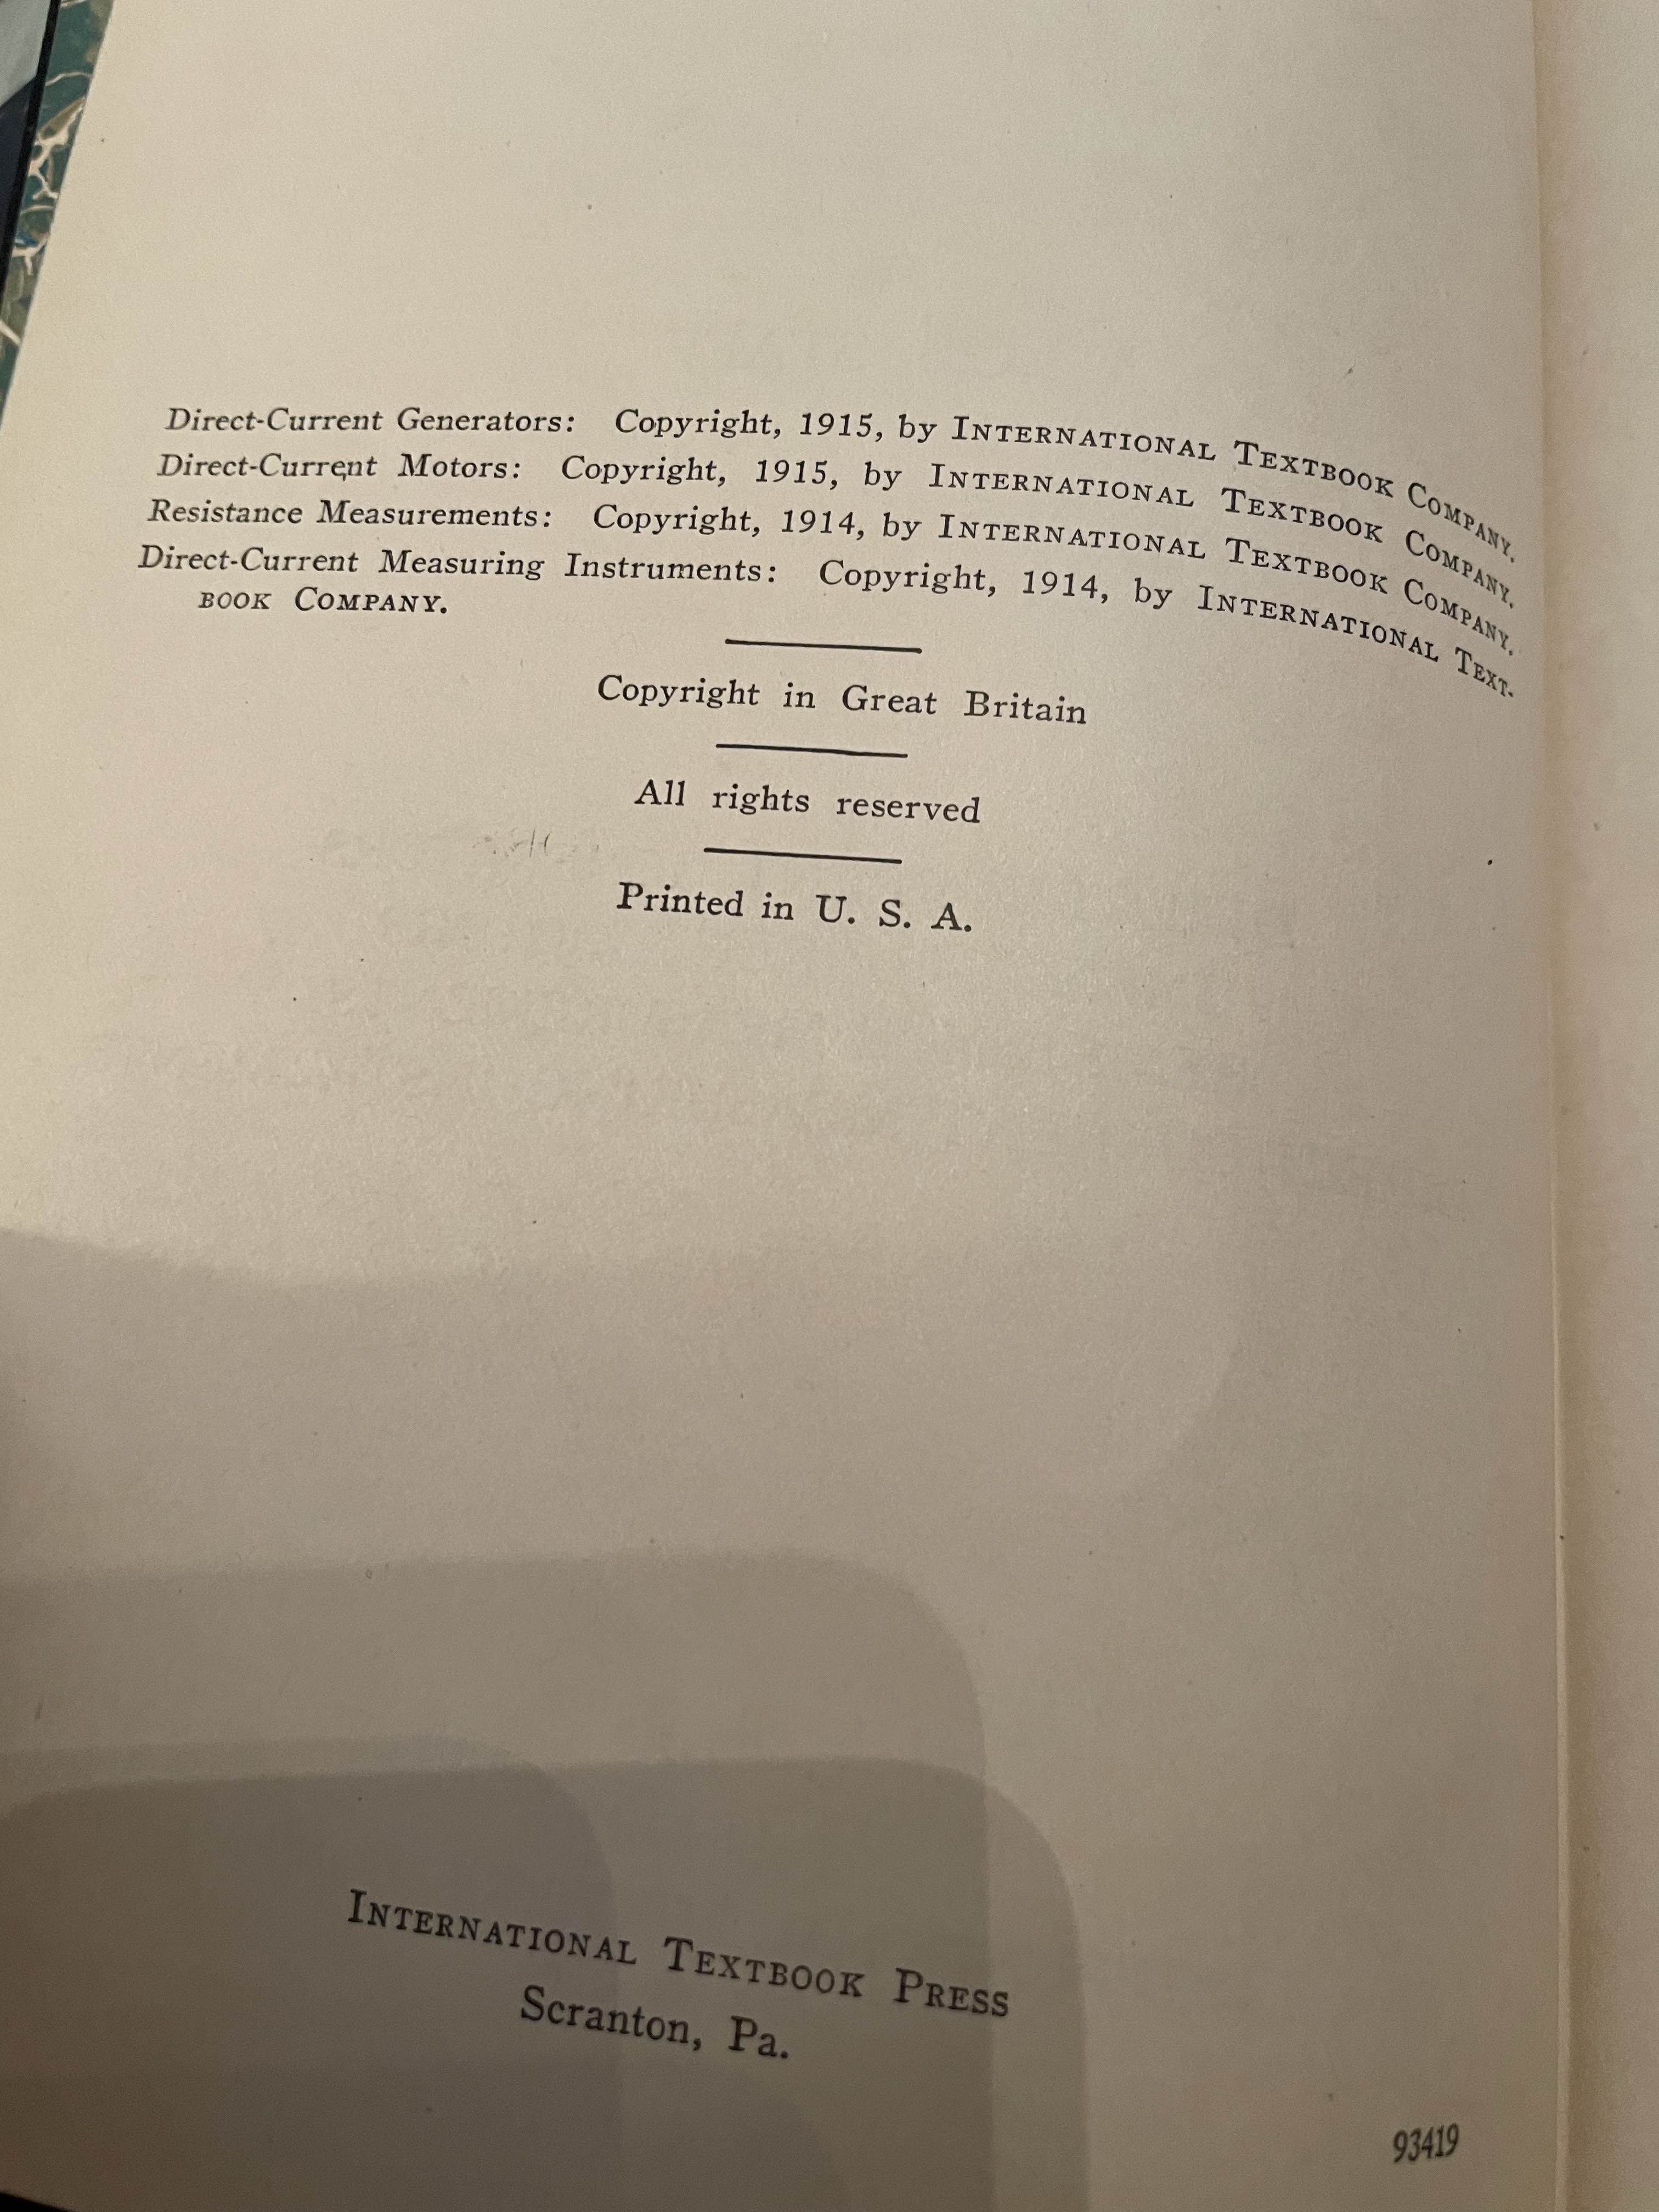 Direct-Current Generators: Copyright, 1915, by INTERNATIONAL TEXTBOOK COMPANY.
Direct-Current Motors: Copyright, 1915, by INTERNATIONAL TEXTBOOK COMPANY.
Resistance Measurements: Copyright, 1914, by INTERNATIONAL TEXTBOOK COMPANY.
Direct-Current Measuring Instruments: Copyright, 1914, by INTERNATIONAL TEXT-
BOOK COMPANY.
Copyright in Great Britain
All rights reserved
Printed in U. S. A.
INTERNATIONAL TEXTBOOK PRESS
Scranton, Pa.
93419